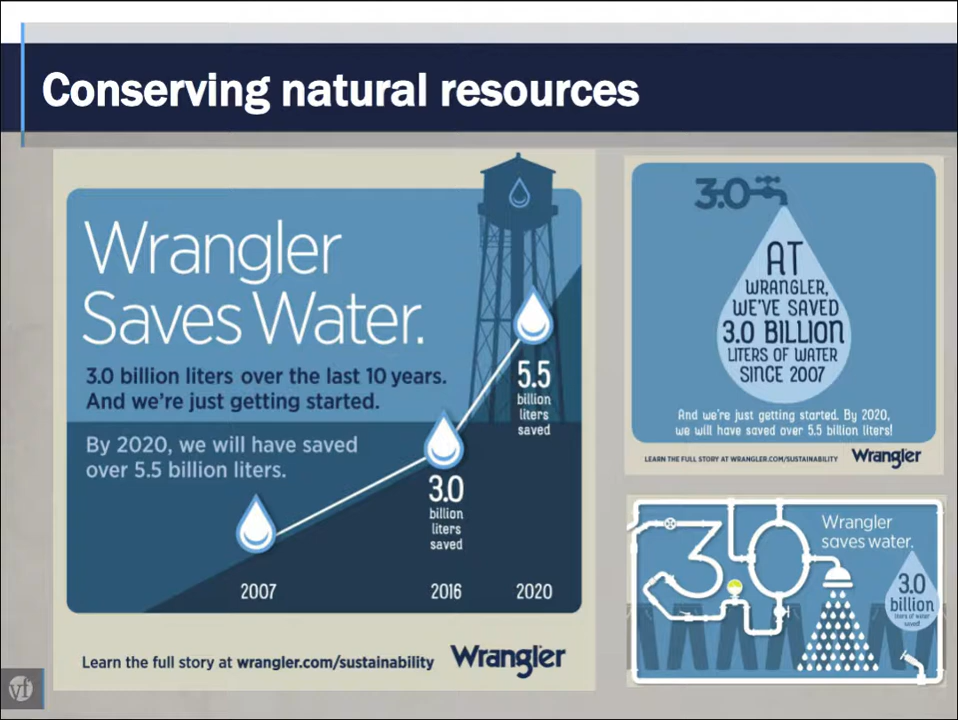 Conserving natural resources
Wrangler
Saves Water.
3.0 billion liters over the last 10 years.
And we're just getting started.
By 2020, we will have saved
over 5.5 billion liters.
5.5
billion
liters
saved
3.0
billion
liters
saved
2007
2016
2020
Learn the full story at wrangler.com/sustainability
Wrangler
3.0
AT
WRANGLER,
WE'VE SAVED
3.0 BILLION
LITERS OF WATER
SINCE 2007
And we're just getting started. By 2020,
we will have saved over 5.5 billion liters!
LEARN THE FULL STORY AT WRANGLER.COM/SUSTAINABILITY
Wrangler
3.0
Wrangler
saves water.
3.0
billion
liters of water
saved!
vf